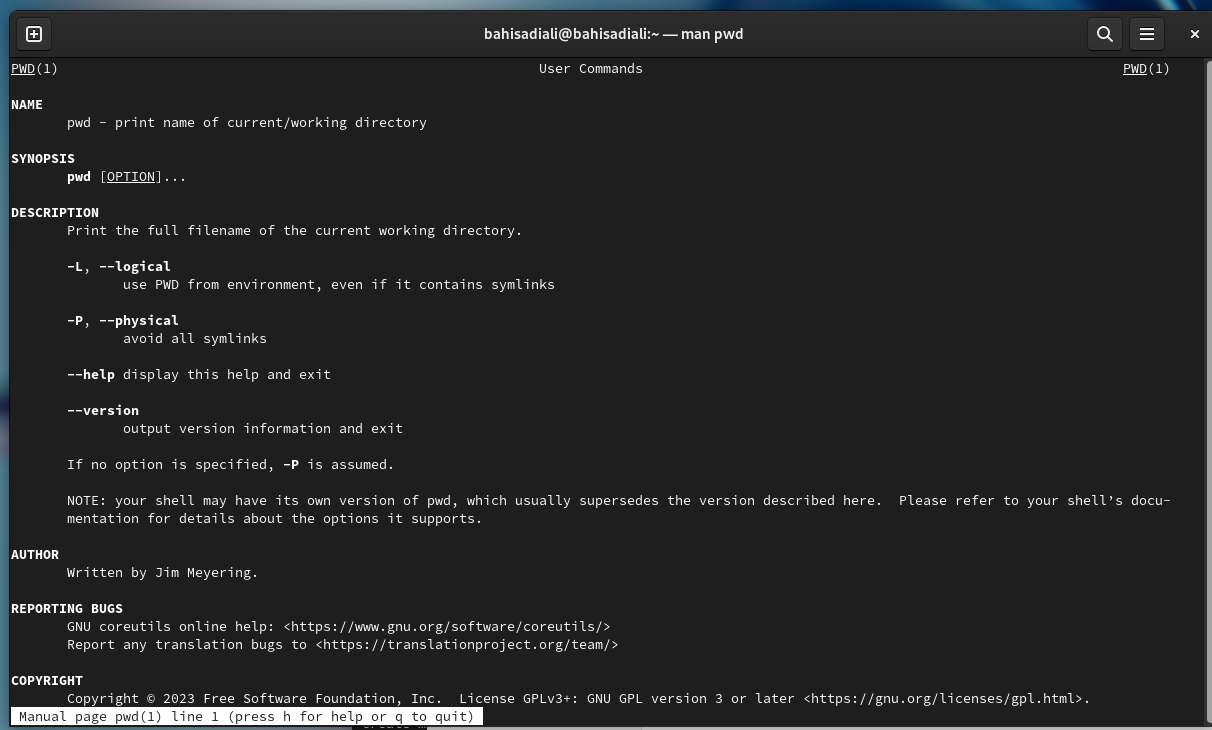 bahisadiali@bahisadiali:~ — man pwd
PWD(1) User Commands PWD(1)
NAME
pwd - print name of current/working directory
SYNOPSIS
pwd [OPTION]...
DESCRIPTION
Print the full filename of the current working directory.
-L, --logical
use PWD from environment, even if it contains symlinks
-P, --physical
avoid all symlinks
--help display this help and exit
--version
output version information and exit
If no option is specified, -P is assumed.
NOTE: your shell may have its own version of pwd, which usually supersedes the version described here.  Please refer to your shell’s docu-
mentation for details about the options it supports.
AUTHOR
Written by Jim Meyering.
REPORTING BUGS
GNU coreutils online help: <https://www.gnu.org/software/coreutils/>
Report any translation bugs to <https://translationproject.org/team/>
COPYRIGHT
Copyright © 2023 Free Software Foundation, Inc.  License GPLv3+: GNU GPL version 3 or later <https://gnu.org/licenses/gpl.html>.
Manual page pwd(1) line 1 (press h for help or q to quit)